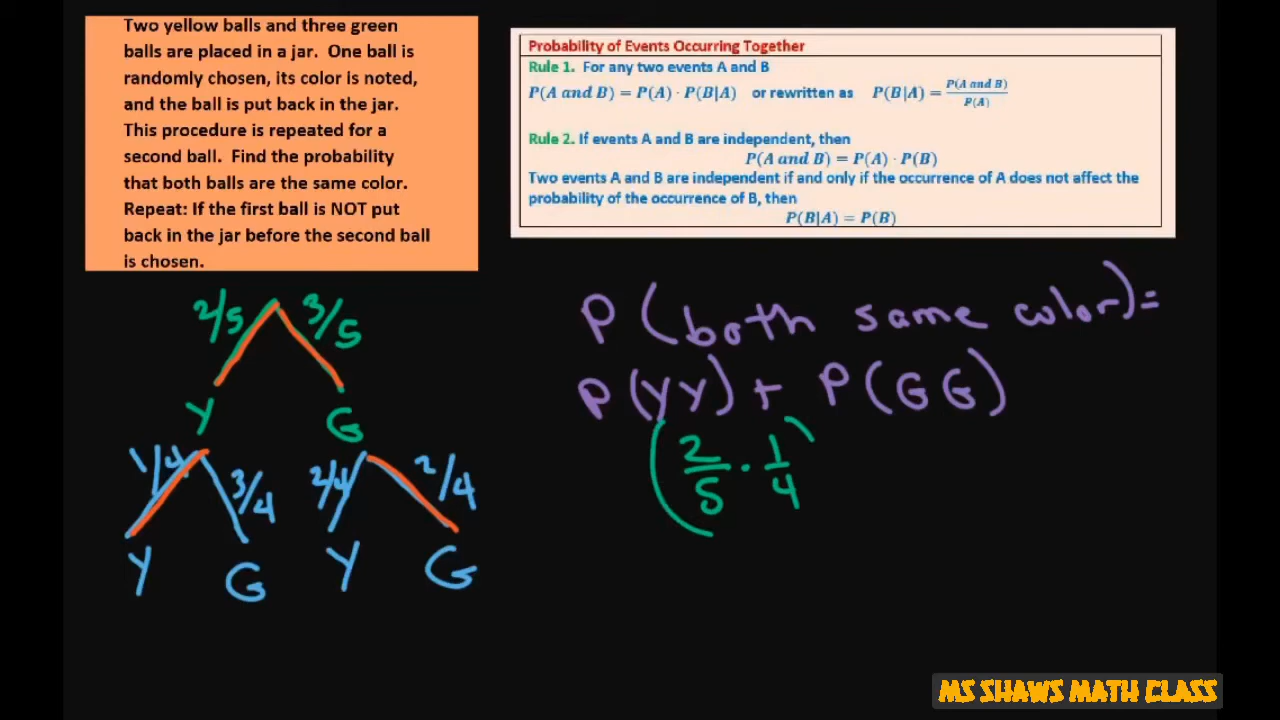 Two yellow balls and three green
balls are placed in a jar. One ball is
randomly chosen, its color is noted,
and the ball is put back in the jar.
This procedure is repeated for a
second ball. Find the probability
that both balls are the same color.
Repeat: If the first ball is NOT put
back in the jar before the second ball
is chosen.
Probability of Events Occurring Together
Rule 1. For any two events A and B
P(A and B) = P(A) · P(B|A) or rewritten as P(B|A) = P(A and B)/P(A)
Rule 2. If events A and B are independent, then
P(A and B) = P(A) · P(B)
Two events A and B are independent if and only if the occurrence of A does not affect the
probability of the occurrence of B, then
P(B|A) = P(B)
2/5 3/5
Y G
1/4 3/4 2/4 2/4
Y G Y G
P(both same color)=
P(YY) + P(GG)
(2/5 · 1/4)
MS SHAWS MATH CLASS